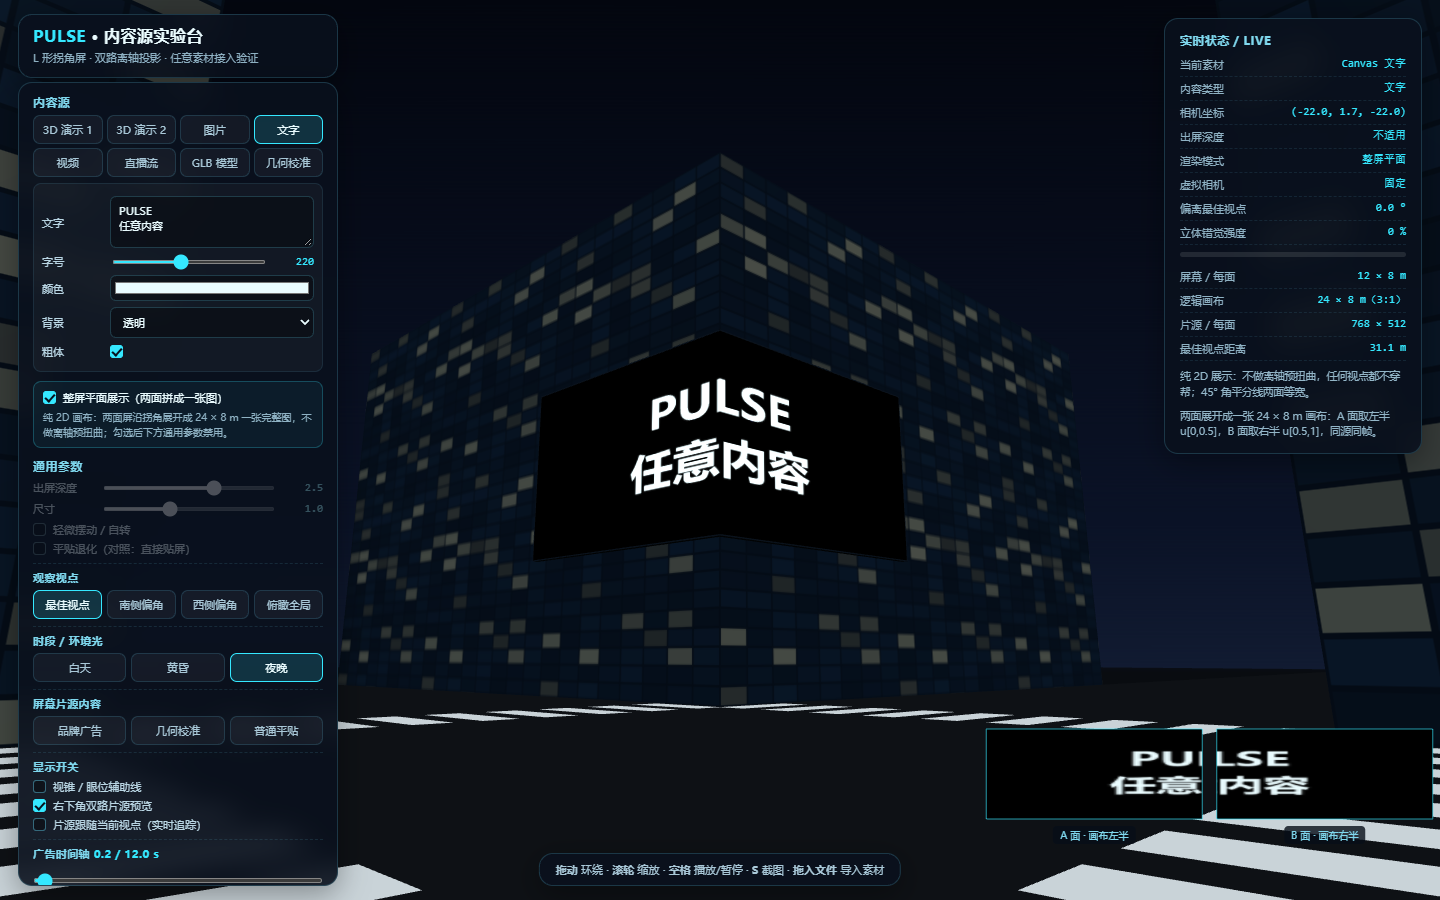 PULSE • 内容源实验台
L 形拐角屏 · 双路离轴投影 · 任意素材接入验证
内容源
3D 演示 1
3D 演示 2
图片
文字
视频
直播流
GLB 模型
几何校准
文字
PULSE
任意内容
字号
220
颜色
背景
透明
粗体
整屏平面展示（两面拼成一张图）
纯 2D 画布：两面屏沿拐角展开成 24 × 8 m 一张完整图，不
做离轴预扭曲；勾选后下方通用参数禁用。
通用参数
出屏深度
2.5
尺寸
1.0
轻微摆动 / 自转
平贴退化（对照：直接贴屏）
观察视点
最佳视点
南侧偏角
西侧偏角
俯瞰全局
时段 / 环境光
白天
黄昏
夜晚
屏幕片源内容
品牌广告
几何校准
普通平贴
显示开关
视锥 / 眼位辅助线
右下角双路片源预览
片源跟随当前视点（实时追踪）
广告时间轴 0.2 / 12.0 s
PULSE
任意内容
实时状态 / LIVE
当前素材
Canvas 文字
内容类型
文字
相机坐标
(-22.0, 1.7, -22.0)
出屏深度
不适用
渲染模式
整屏平面
虚拟相机
固定
偏离最佳视点
0.0 °
立体错觉强度
0 %
屏幕 / 每面
12 × 8 m
逻辑画布
24 × 8 m（3:1）
片源 / 每面
768 × 512
最佳视点距离
31.1 m
纯 2D 展示：不做离轴预扭曲，任何视点都不穿
帮；45° 角平分线两面等宽。
两面展开成一张 24 × 8 m 画布：A 面取左半
u[0,0.5]，B 面取右半 u[0.5,1]，同源同帧。
PULSE
任意内容
A 面 · 画布左半
B 面 · 画布右半
拖动 环绕 · 滚轮 缩放 · 空格 播放/暂停 · S 截图 · 拖入文件 导入素材